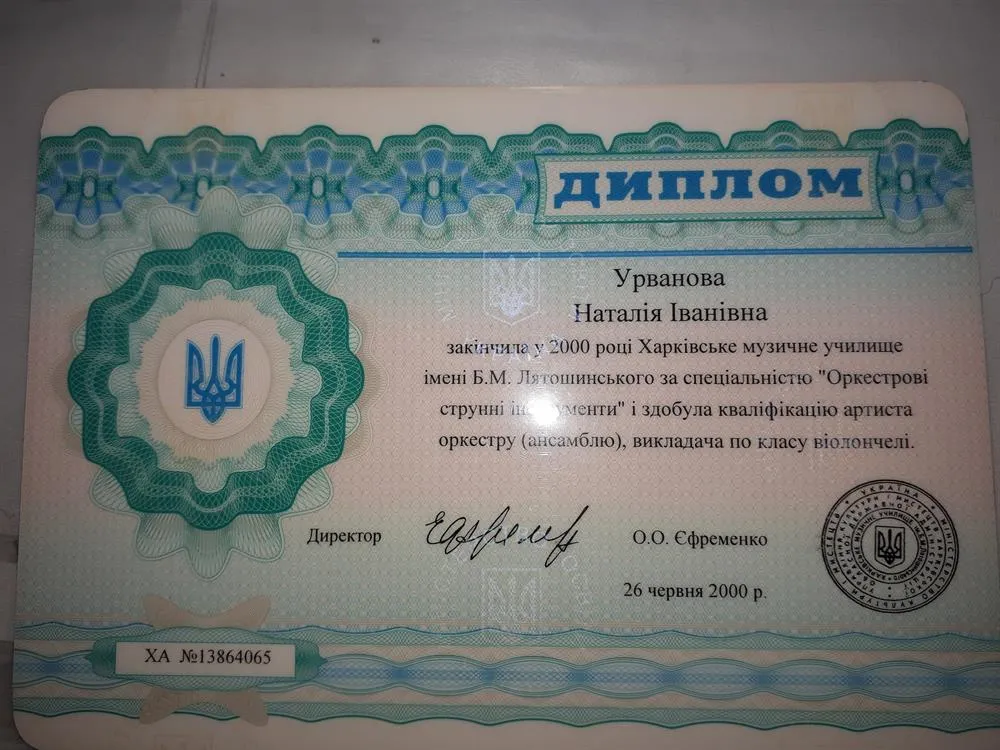 ДИПЛОМ
Урванова
Наталія Іванівна
закінчила у 2000 році Харківське музичне училище
імені Б.М. Лятошинського за спеціальністю "Оркестрові
струнні інструменти" і здобула кваліфікацію артиста
оркестру (ансамблю), викладача по класу віолончелі.
Директор
О.О. Єфременко
26 червня 2000 р.
УКРАЇНА
ХА №13864065